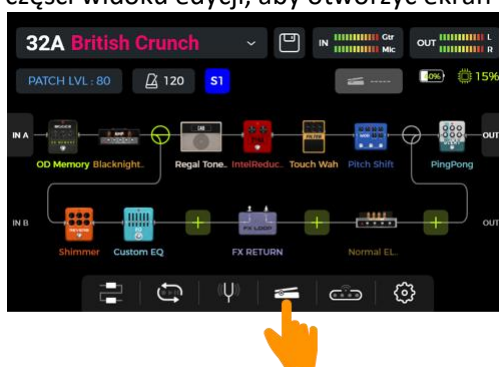 części widoku edycji, aby otworzyć ekran
32A British Crunch
IN Gtr Mic
OUT L R
PATCH LVL : 80 120 S1 ----- 40% 15%
IN A OUT
OD Memory Blacknight.. Regal Tone.. IntelReduc.. Touch Wah Pitch Shift PingPong
IN B FX LOOP OUT
Shimmer Custom EQ FX RETURN Normal EL..